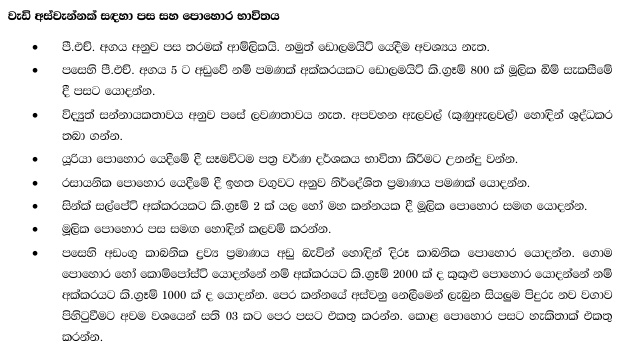 වැඩි අස්වැන්නක් සඳහා පස සහ පොහොර භාවිතය
• පී.එච්. අගය අනුව පස තරමක් ආම්ලිකයි. නමුත් ඩොලමයිට් යෙදීම අවශ්‍යය නැත.
• පසෙහි පී.එච්. අගය 5 ට අඩුවේ නම් පමණක් අක්කරයකට ඩොලමයිට් කි.ග්‍රෑම් 800 ක් මූලික බිම් සැකසීමේ
දී පසට යොදන්න.
• විද්‍යුත් සන්නායකතාවය අනුව පසේ ලවණතාවය නැත. අපවහන ඇලවල් (කුණුඇලවල්) හොඳින් ශුද්ධකර
තබා ගන්න.
• යූරියා පොහොර යෙදීමේ දී සෑමවිටම පත්‍ර වර්ණ දර්ශකය භාවිතා කිරීමට උනන්දු වන්න.
• රසායනික පොහොර යෙදීමේ දී ඉහත වගුවට අනුව නිර්දේශිත ප්‍රමාණය පමණක් යොදන්න.
• සින්ක් සල්පේට් අක්කරයකට කි.ග්‍රෑම් 2 ක් යල හෝ මහ කන්නයක දී මූලික පොහොර සමඟ යොදන්න.
• මූලික පොහොර පස සමඟ හොඳින් කලවම් කරන්න.
• පසෙහි අඩංගු කාබනික ද්‍රව්‍ය ප්‍රමාණය අඩු බැවින් හොඳින් දිරූ කාබනික පොහොර යොදන්න. ගොම
පොහොර හෝ කොම්පෝස්ට් යොදන්නේ නම් අක්කරයකට කි.ග්‍රෑම් 2000 ක් ද කුකුළු පොහොර යොදන්නේ නම්
අක්කරයකට කි.ග්‍රෑම් 1000 ක් ද යොදන්න. පෙර කන්නයේ අස්වනු නෙලීමෙන් ලැබුන සියලුම පිදුරු නව වගාව
පිහිටුවීමට අවම වශයෙන් සති 03 කට පෙර පසට එකතු කරන්න. කොළ පොහොර පසට හැකිතාක් එකතු
කරන්න.